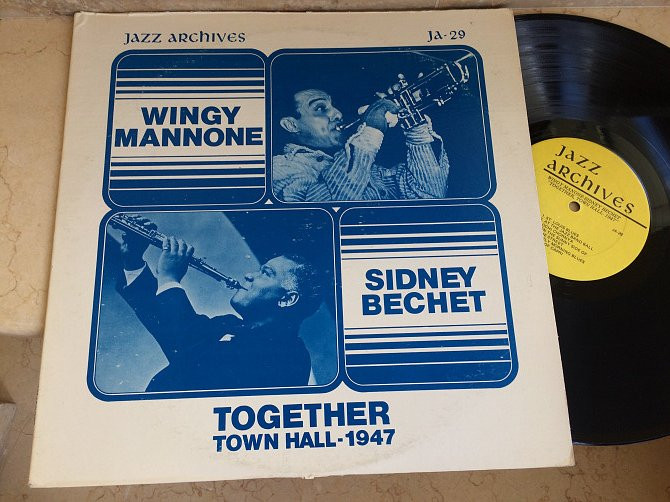 JAZZ ARCHIVES
JA-29
WINGY
MANNONE
SIDNEY
BECHET
TOGETHER
TOWN HALL-1947
JAZZ
ARCHIVES